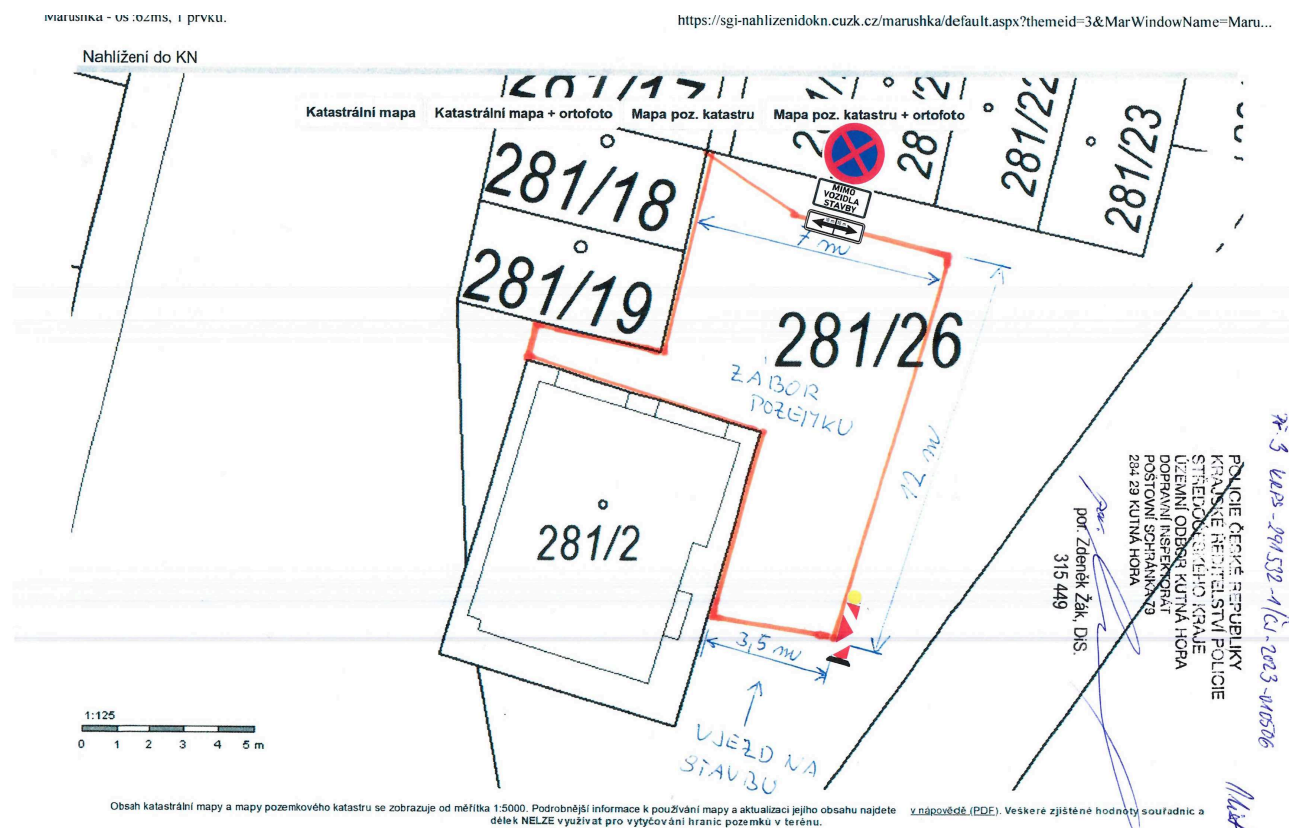 Marushka - 0s :62ms, 1 prvků.
https://sgi-nahlizenidokn.cuzk.cz/marushka/default.aspx?themeid=3&MarWindowName=Maru...
Nahlížení do KN
Katastrální mapa
Katastrální mapa + ortofoto
Mapa poz. katastru
Mapa poz. katastru + ortofoto
281/17
281/22
281/23
281/18
MIMO
VOZIDLA
STAVBY
7 m
281/19
281/26
ZÁBOR
POZEMKU
12 m
281/2
3,5 m
VJEZD NA
STAVBU
POLICIE ČESKÉ REPUBLIKY
KRAJSKÉ ŘEDITELSTVÍ POLICIE
STŘEDOČESKÉHO KRAJE
ÚZEMNÍ ODBOR KUTNÁ HORA
DOPRAVNÍ INSPEKTORÁT
POŠTOVNÍ SCHRÁNKA 79
284 29 KUTNÁ HORA
por. Zdeněk Žák, DiS.
315 449
1:125
0 1 2 3 4 5 m
Obsah katastrální mapy a mapy pozemkového katastru se zobrazuje od měřítka 1:5000. Podrobnější informace k používání mapy a aktualizaci jejího obsahu najdete v nápovědě (PDF). Veškeré zjištěné hodnoty souřadnic a
délek NELZE využívat pro vytyčování hranic pozemků v terénu.